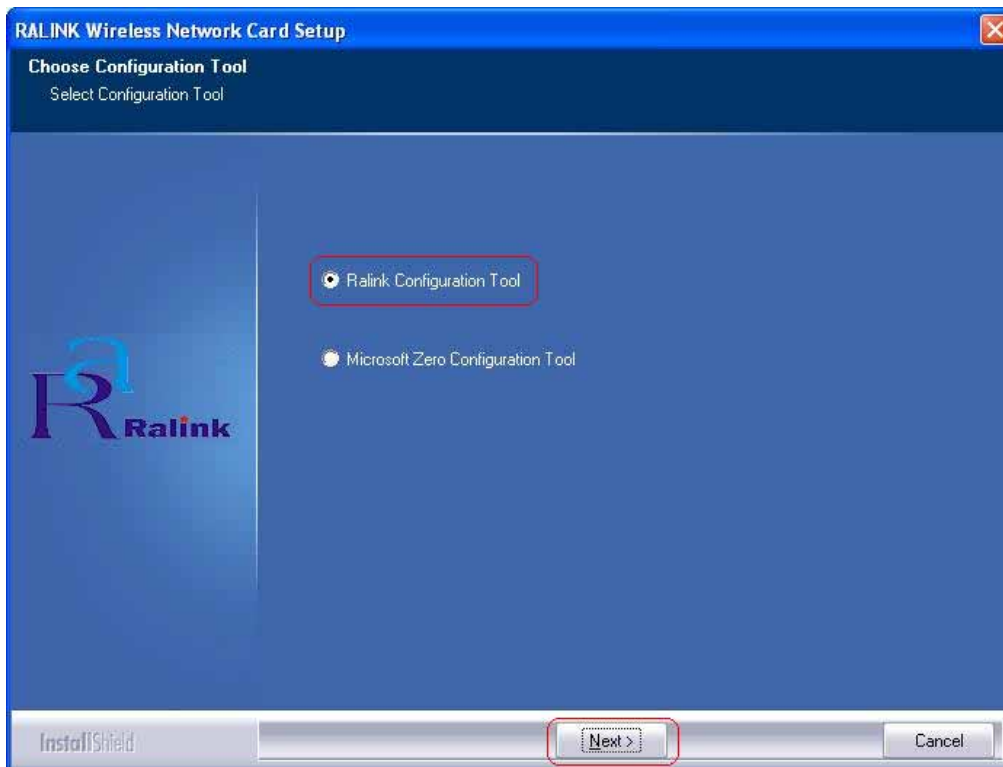 RALINK Wireless Network Card Setup
Choose Configuration Tool
Select Configuration Tool
Ralink Configuration Tool
Microsoft Zero Configuration Tool
Ralink
InstallShield
Next >
Cancel